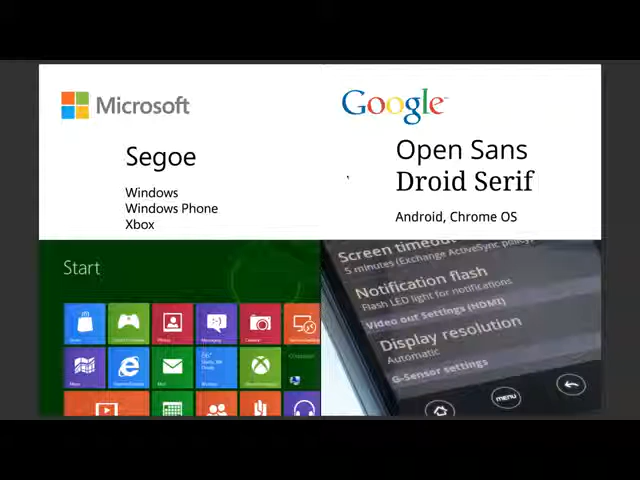 Microsoft
Segoe
Windows
Windows Phone
Xbox
Google
Open Sans
Droid Serif
Android, Chrome OS
Start
Screen timeout
5 minutes (Exchange ActiveSync policy)
Notification flash
Flash LED light for notifications
Video out Settings (HDMI)
Display resolution
Automatic
G-Sensor settings
MENU